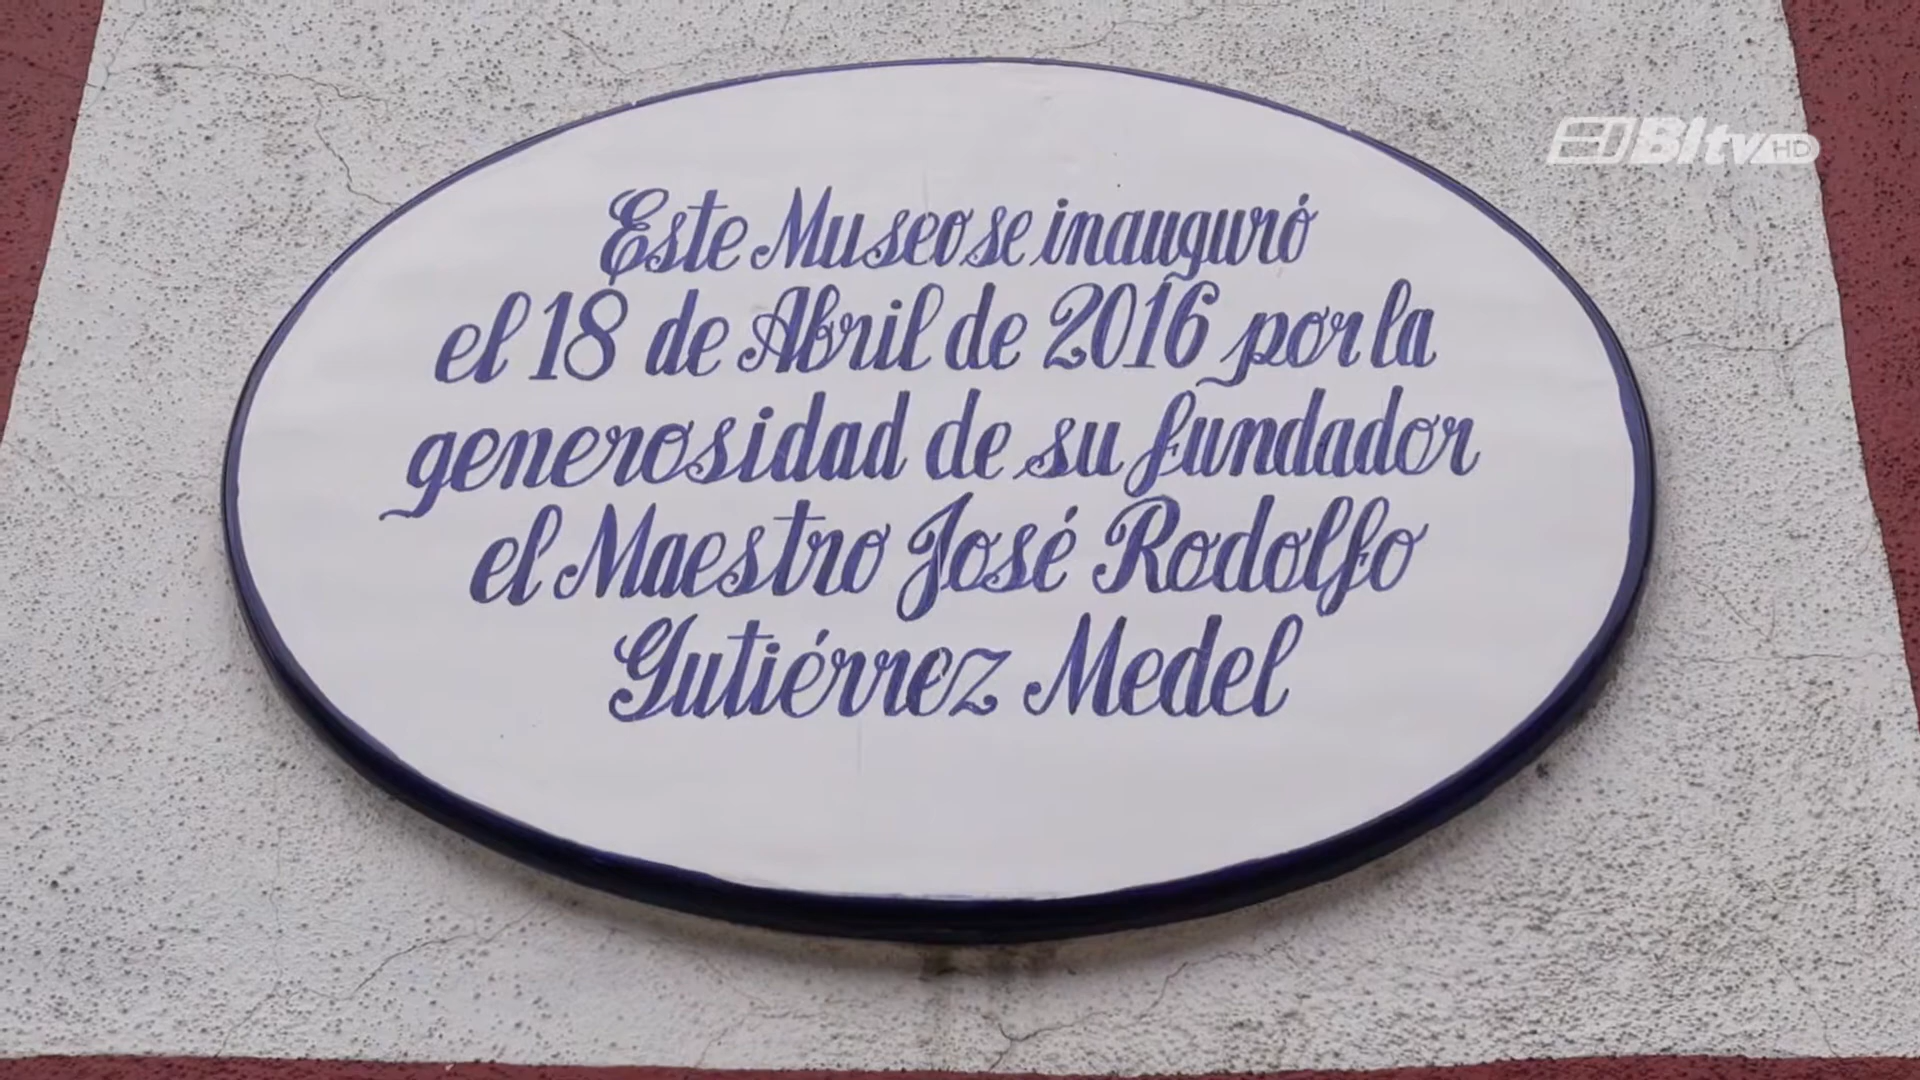 Este Museo se inauguró
el 18 de Abril de 2016 por la
generosidad de su fundador
el Maestro José Rodolfo
Gutiérrez Medel
tv HD